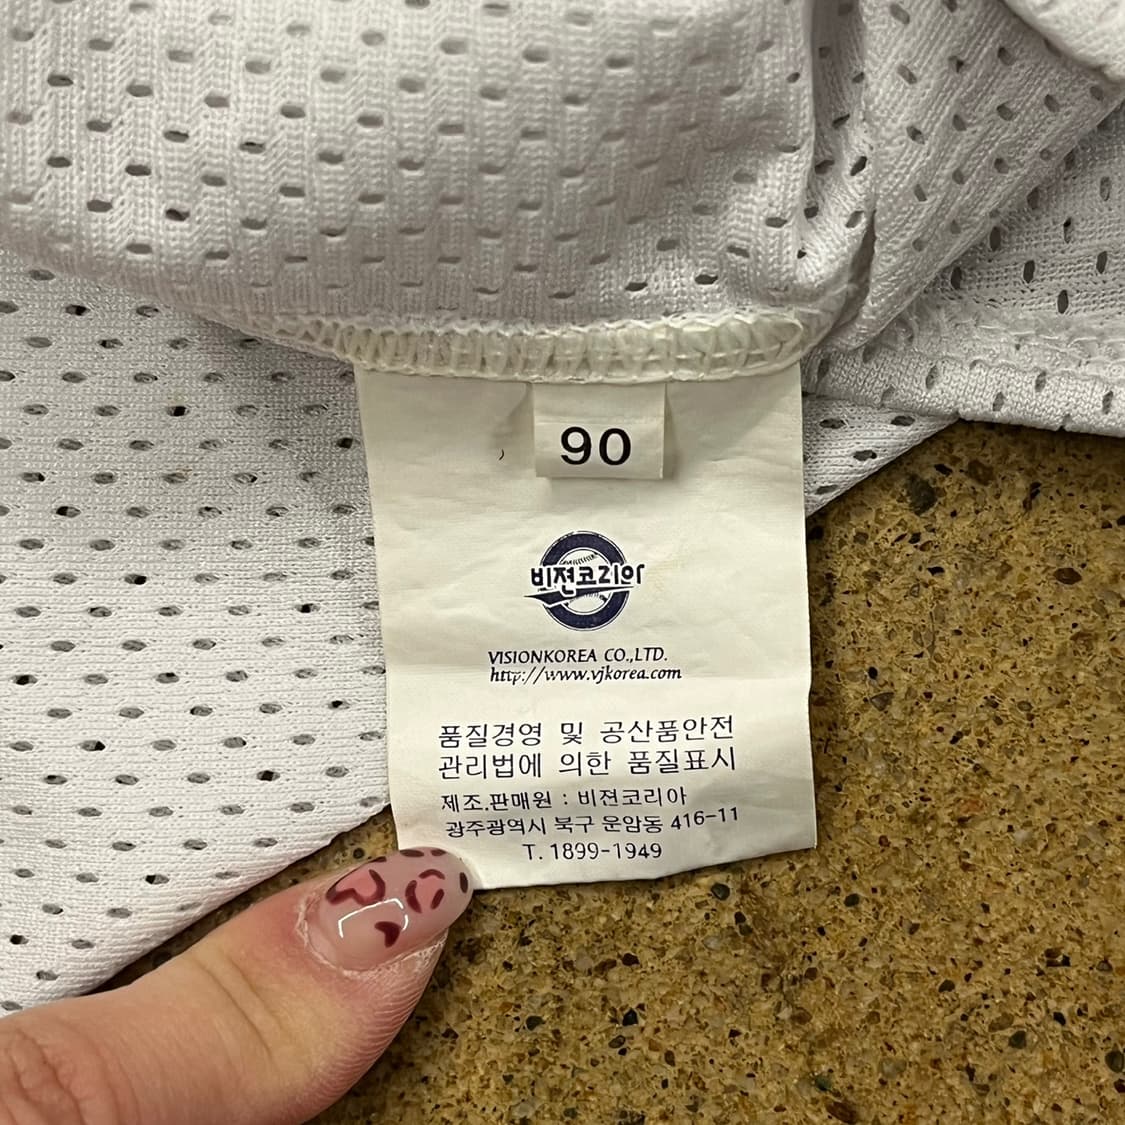 90
비젼코리아
VISIONKOREA CO.,LTD.
http://www.vjkorea.com
품질경영 및 공산품안전
관리법에 의한 품질표시
제조.판매원 : 비젼코리아
광주광역시 북구 운암동 416-11
T. 1899-1949